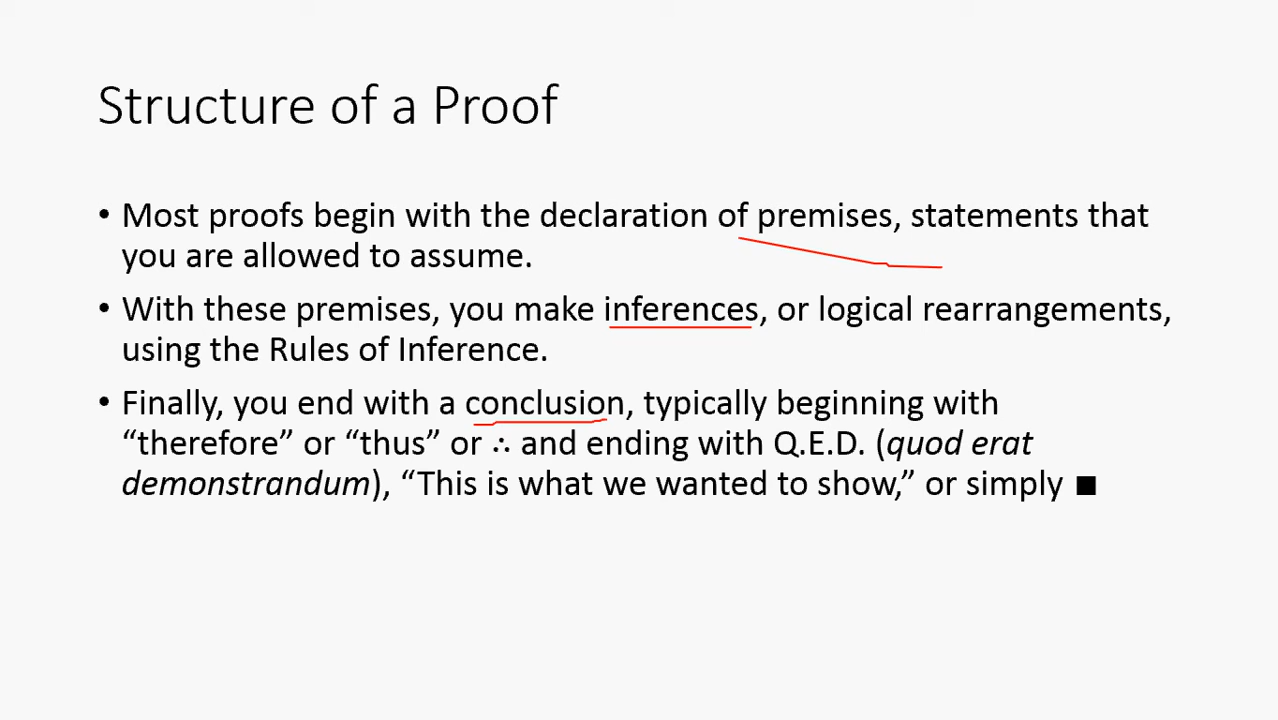 Structure of a Proof
• Most proofs begin with the declaration of premises, statements that
you are allowed to assume.
• With these premises, you make inferences, or logical rearrangements,
using the Rules of Inference.
• Finally, you end with a conclusion, typically beginning with
“therefore” or “thus” or ∴ and ending with Q.E.D. (quod erat
demonstrandum), “This is what we wanted to show,” or simply ■